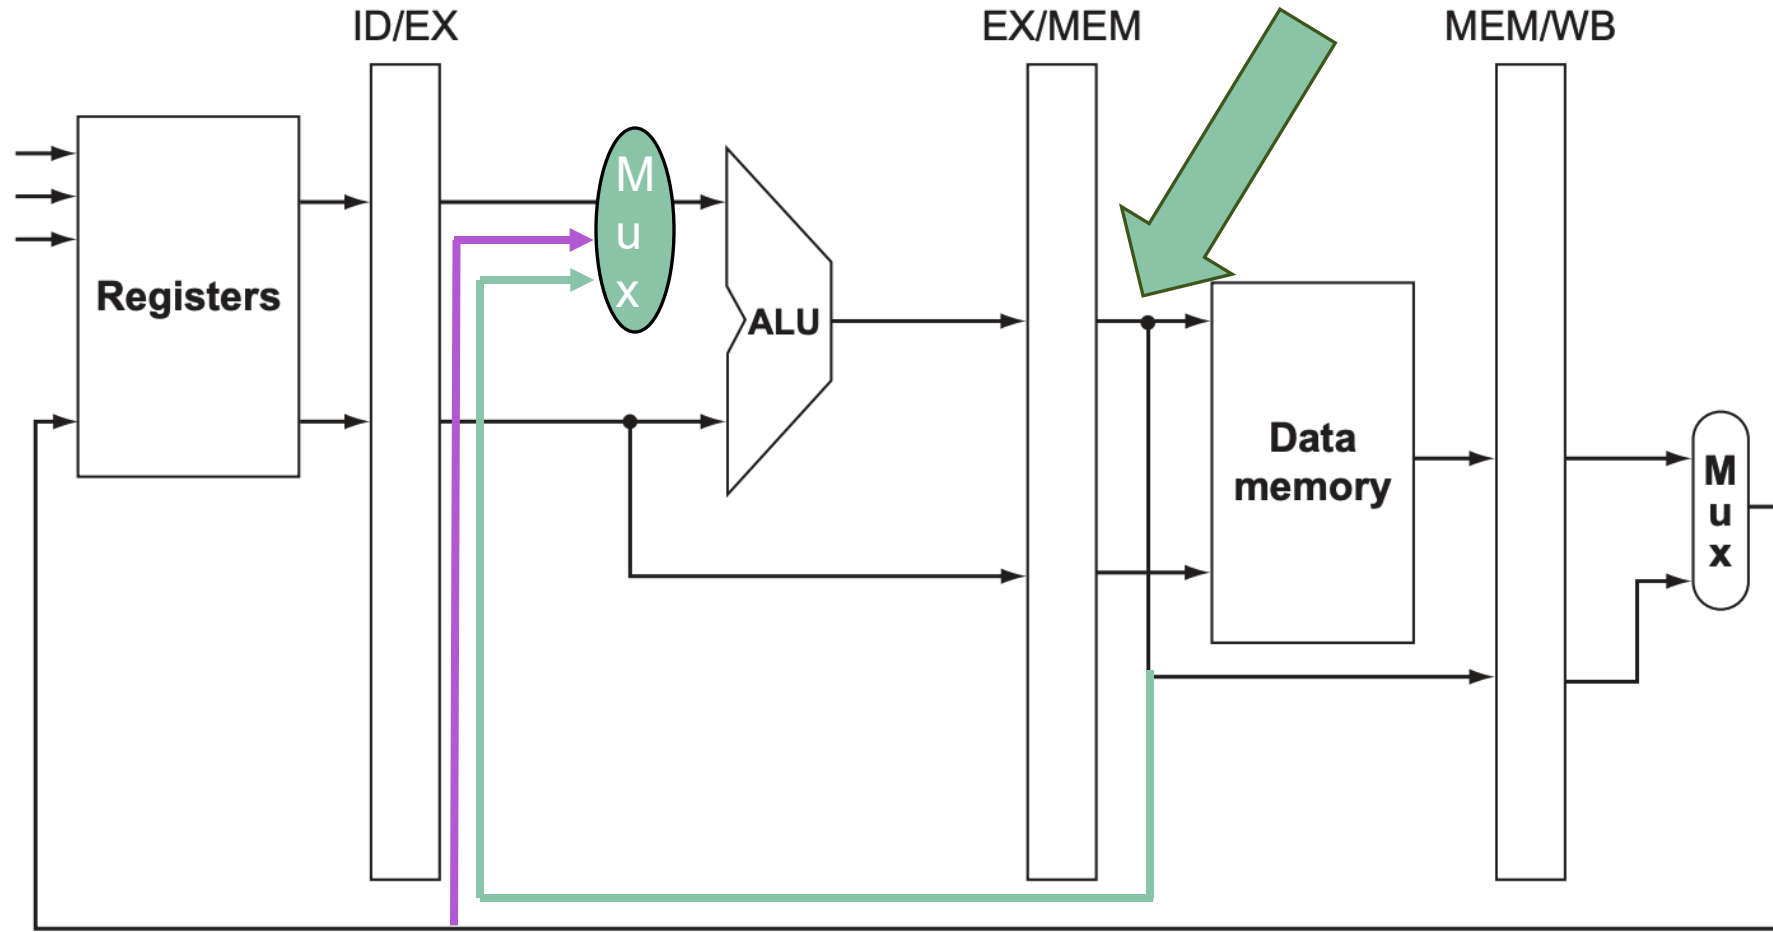 ID/EX
EX/MEM
MEM/WB
M
u
x
Registers
ALU
Data
memory
M
u
x